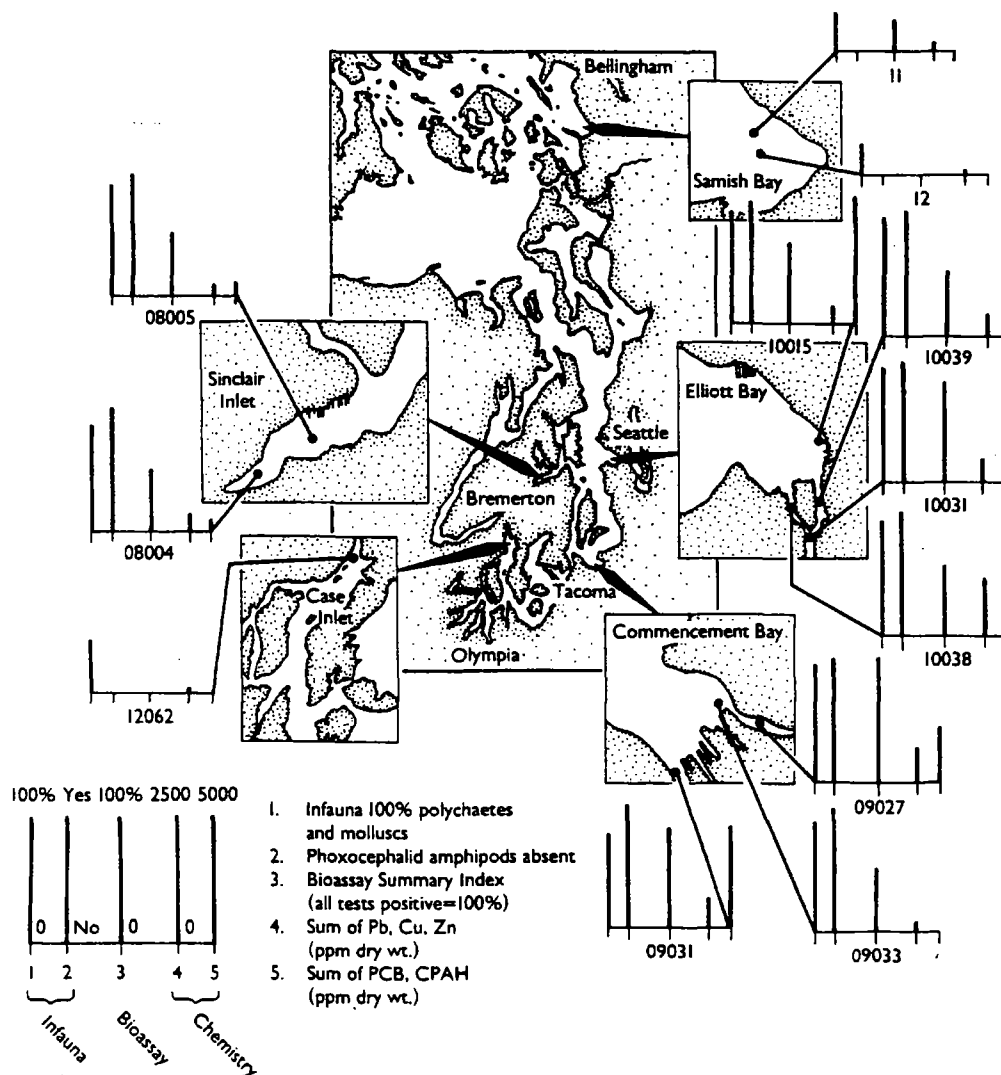 Bellingham
11
Samish Bay
12
08005
10015
10039
Sinclair
Inlet
Elliott Bay
Seattle
10031
Bremerton
08004
10038
Case
Inlet
Tacoma
Commencement Bay
Olympia
12062
09027
09031
09033
100% Yes 100% 2500 5000
0 No 0 0
1 2 3 4 5
Infauna
Bioassay
Chemistry
1. Infauna 100% polychaetes
and molluscs
2. Phoxocephalid amphipods absent
3. Bioassay Summary Index
(all tests positive=100%)
4. Sum of Pb, Cu, Zn
(ppm dry wt.)
5. Sum of PCB, CPAH
(ppm dry wt.)